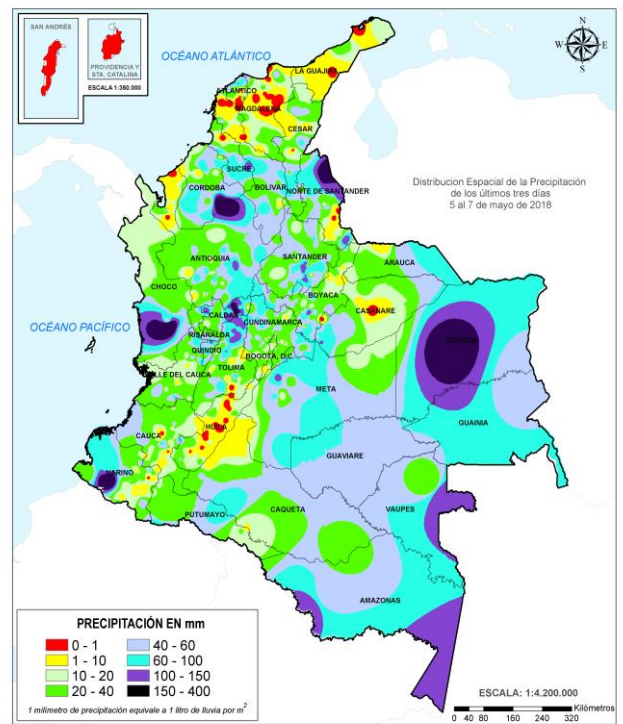 SAN ANDRÉS
PROVIDENCIA Y
STA. CATALINA
ESCALA 1:350.000
OCÉANO ATLÁNTICO
N
W
E
S
LA GUAJIRA
ATLANTICO
MAGDALENA
CESAR
SUCRE
CORDOBA
BOLIVAR
NORTE DE SANTANDER
Distribucion Espacial de la Precipitación
de los últimos tres días
5 al 7 de mayo de 2018
ANTIOQUIA
SANTANDER
ARAUCA
CHOCO
BOYACA
CASANARE
OCÉANO PACÍFICO
CALDAS
CUNDINAMARCA
RISARALDA
VICHADA
QUINDIO
BOGOTA, D.C.
TOLIMA
VALLE DEL CAUCA
META
GUAINIA
CAUCA
HUILA
GUAVIARE
NARIÑO
PUTUMAYO
CAQUETA
VAUPES
AMAZONAS
PRECIPITACIÓN EN mm
0 - 1
40 - 60
1 - 10
60 - 100
10 - 20
100 - 150
20 - 40
150 - 400
1 milímetro de precipitación equivale a 1 litro de lluvia por m²
ESCALA: 1:4.200.000
Kilómetros
0 40 80 160 240 320